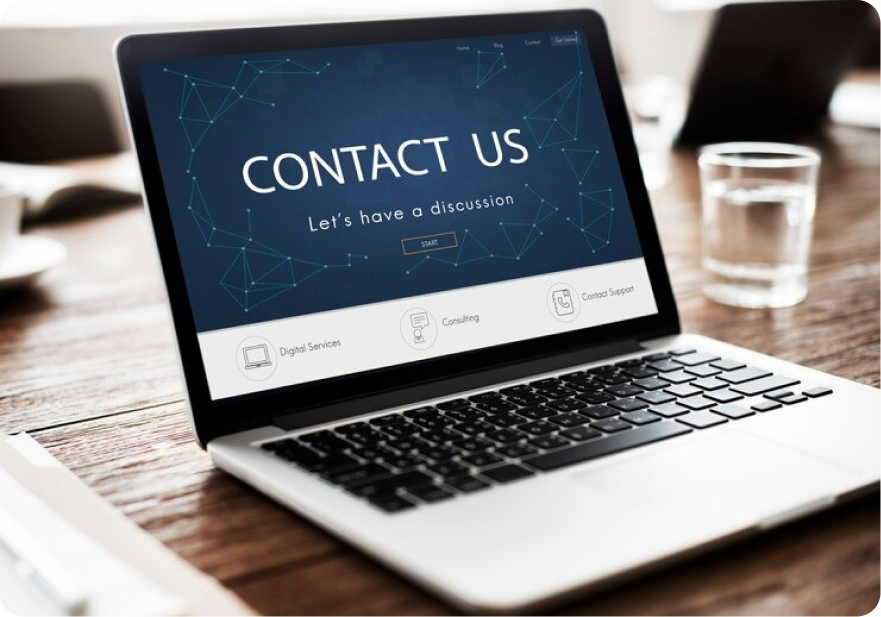 Home Blog Contact Get Started
CONTACT US
Let's have a discussion
START
Digital Services
Consulting
Contact Support